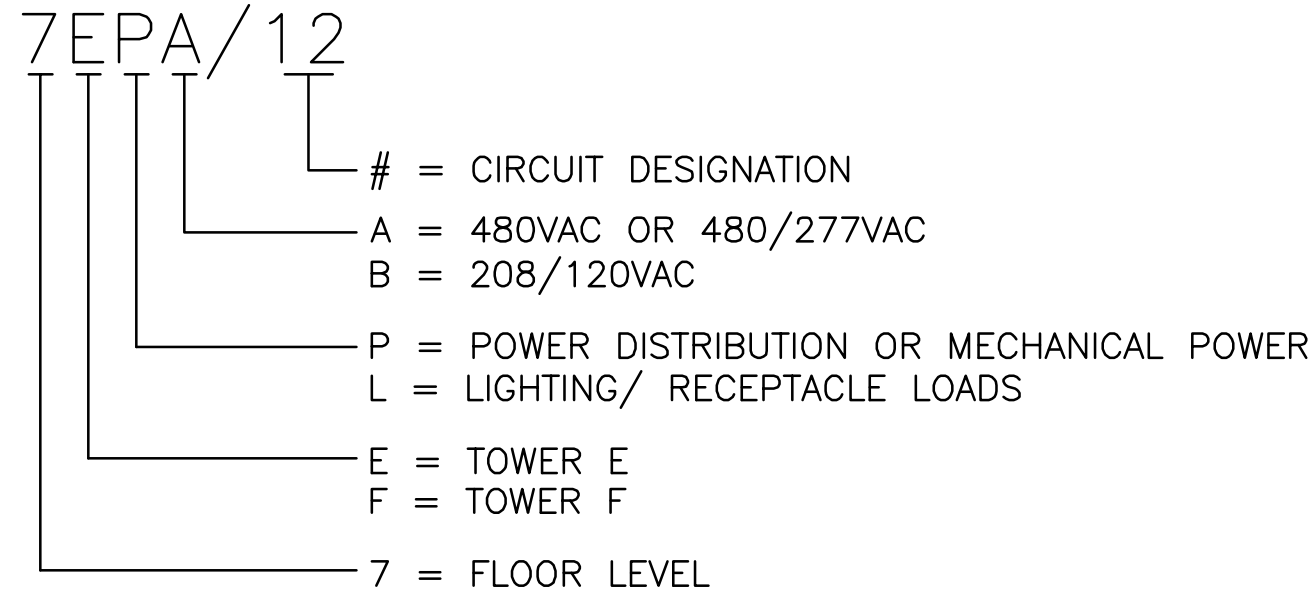 7EPA/12
# = CIRCUIT DESIGNATION
A = 480VAC OR 480/277VAC
B = 208/120VAC
P = POWER DISTRIBUTION OR MECHANICAL POWER
L = LIGHTING/ RECEPTACLE LOADS
E = TOWER E
F = TOWER F
7 = FLOOR LEVEL